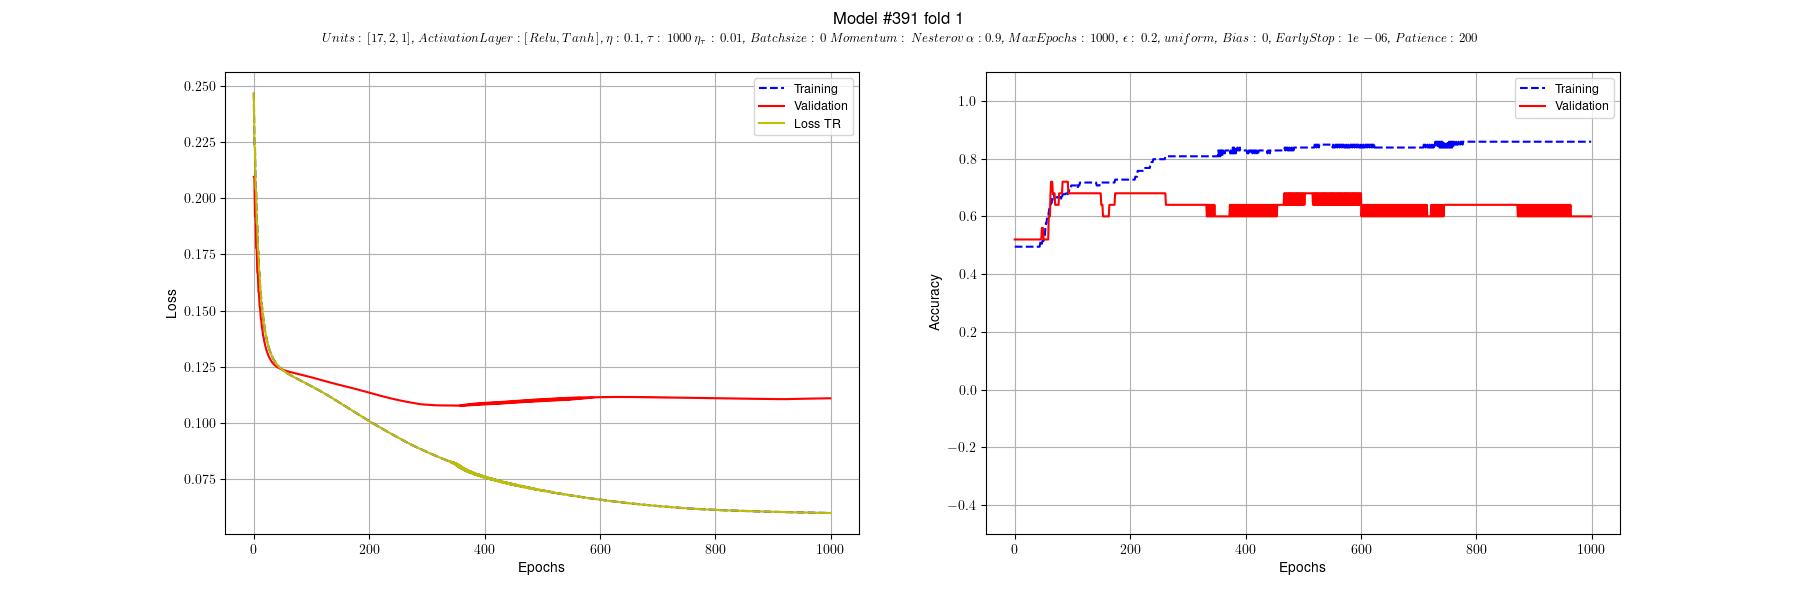 Model #391 fold 1
Units : [17, 2, 1], ActivationLayer : [Relu, Tanh], η : 0.1, τ : 1000 ητ : 0.01, Batchsize : 0 Momentum : Nesterov α : 0.9, MaxEpochs : 1000, ϵ : 0.2, uniform, Bias : 0, EarlyStop : 1e − 06, Patience : 200
0.250
0.225
0.200
0.175
0.150
0.125
0.100
0.075
Loss
0 200 400 600 800 1000
Epochs
Training
Validation
Loss TR
1.0
0.8
0.6
0.4
0.2
0.0
−0.2
−0.4
Accuracy
0 200 400 600 800 1000
Epochs
Training
Validation